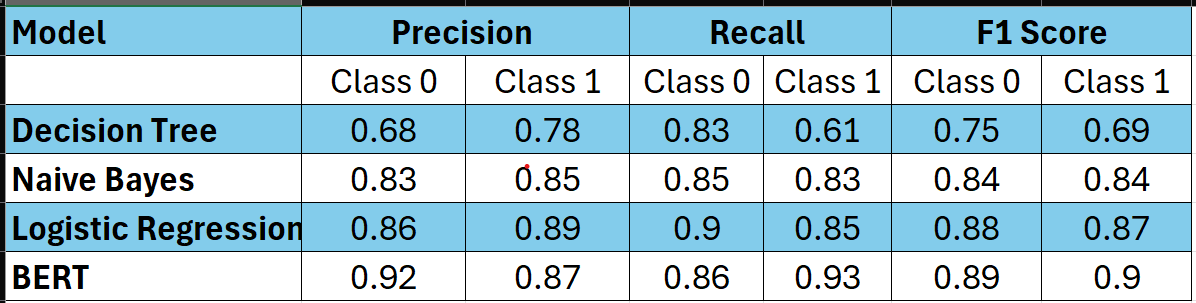 Model Precision Recall F1 Score
Class 0 Class 1 Class 0 Class 1 Class 0 Class 1
Decision Tree 0.68 0.78 0.83 0.61 0.75 0.69
Naive Bayes 0.83 0.85 0.85 0.83 0.84 0.84
Logistic Regression 0.86 0.89 0.9 0.85 0.88 0.87
BERT 0.92 0.87 0.86 0.93 0.89 0.9